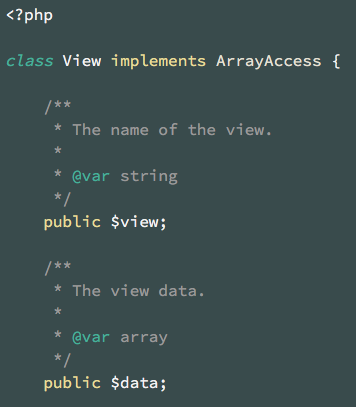 <?php
class View implements ArrayAccess {
/**
* The name of the view.
*
* @var string
*/
public $view;
/**
* The view data.
*
* @var array
*/
public $data;